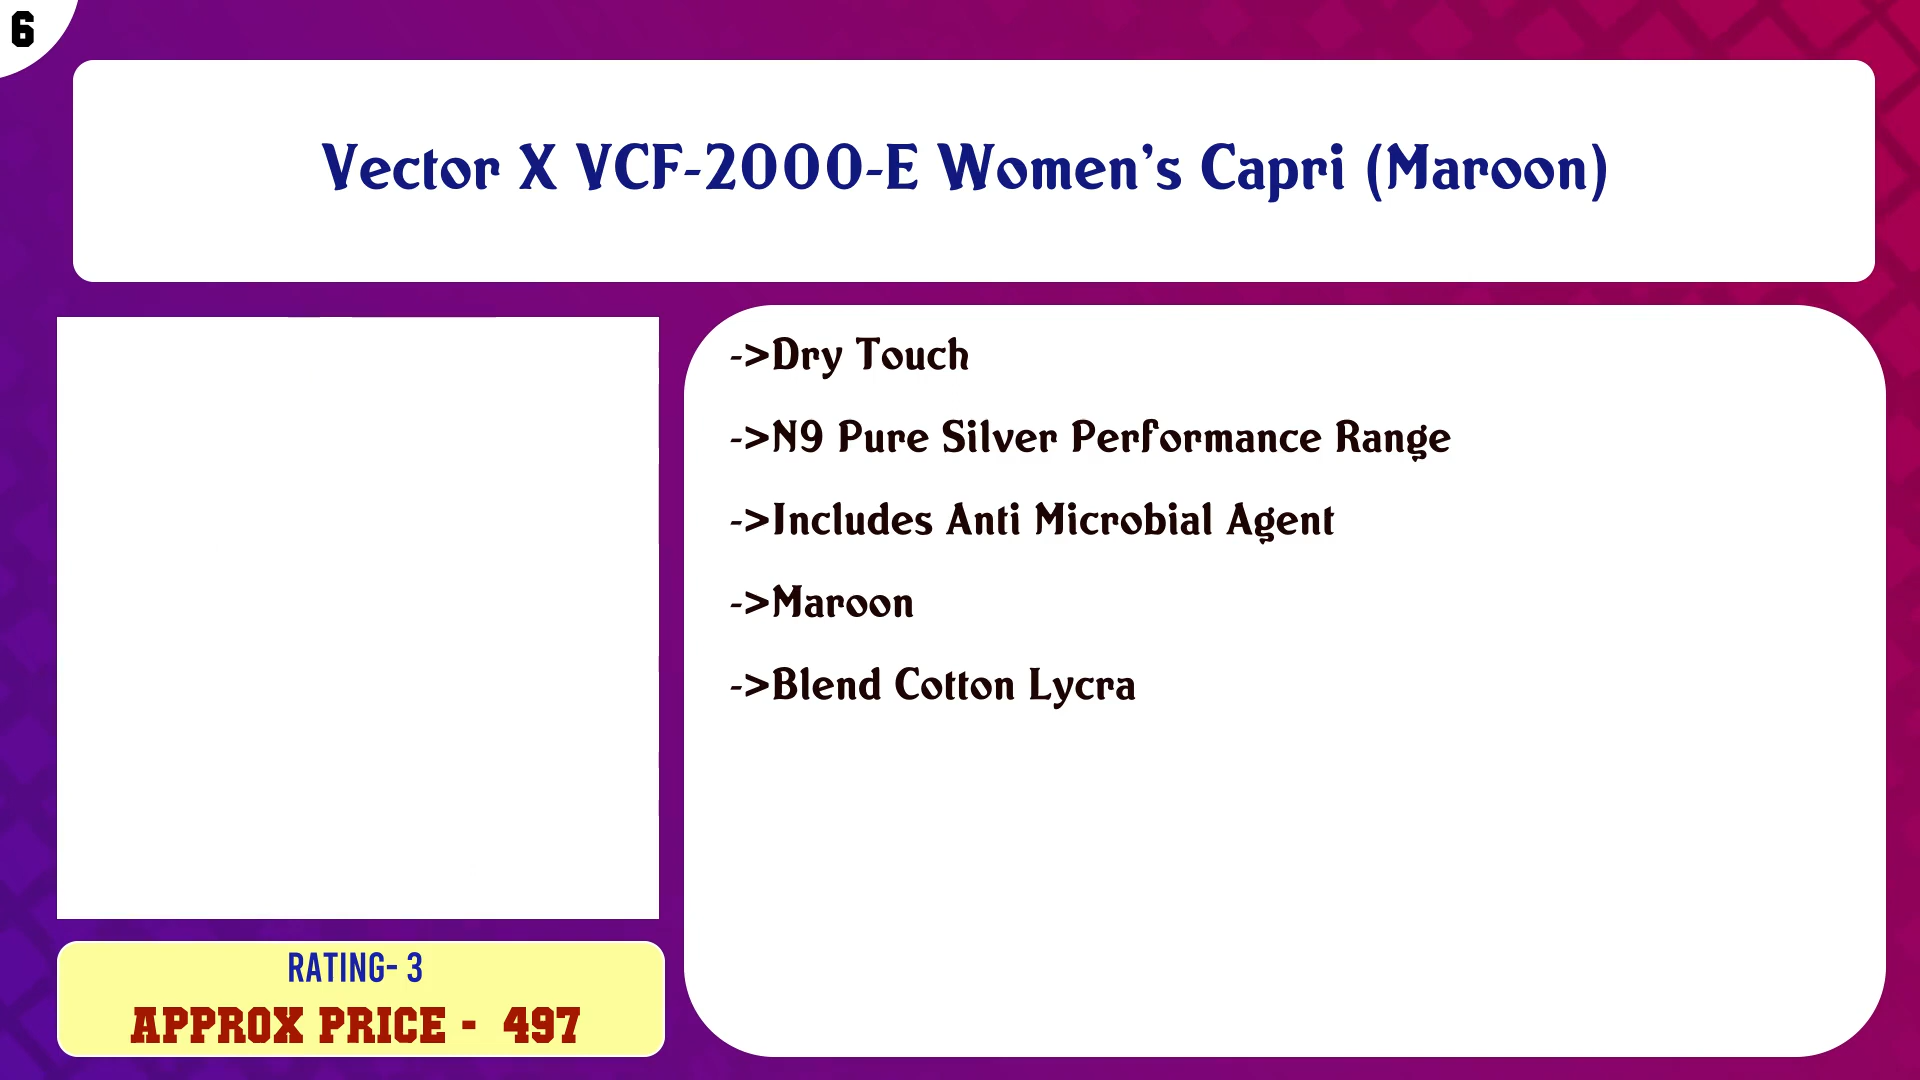 6
Vector X VCF-2000-E Women's Capri (Maroon)
->Dry Touch
->N9 Pure Silver Performance Range
->Includes Anti Microbial Agent
->Maroon
->Blend Cotton Lycra
RATING- 3
APPROX PRICE - 497